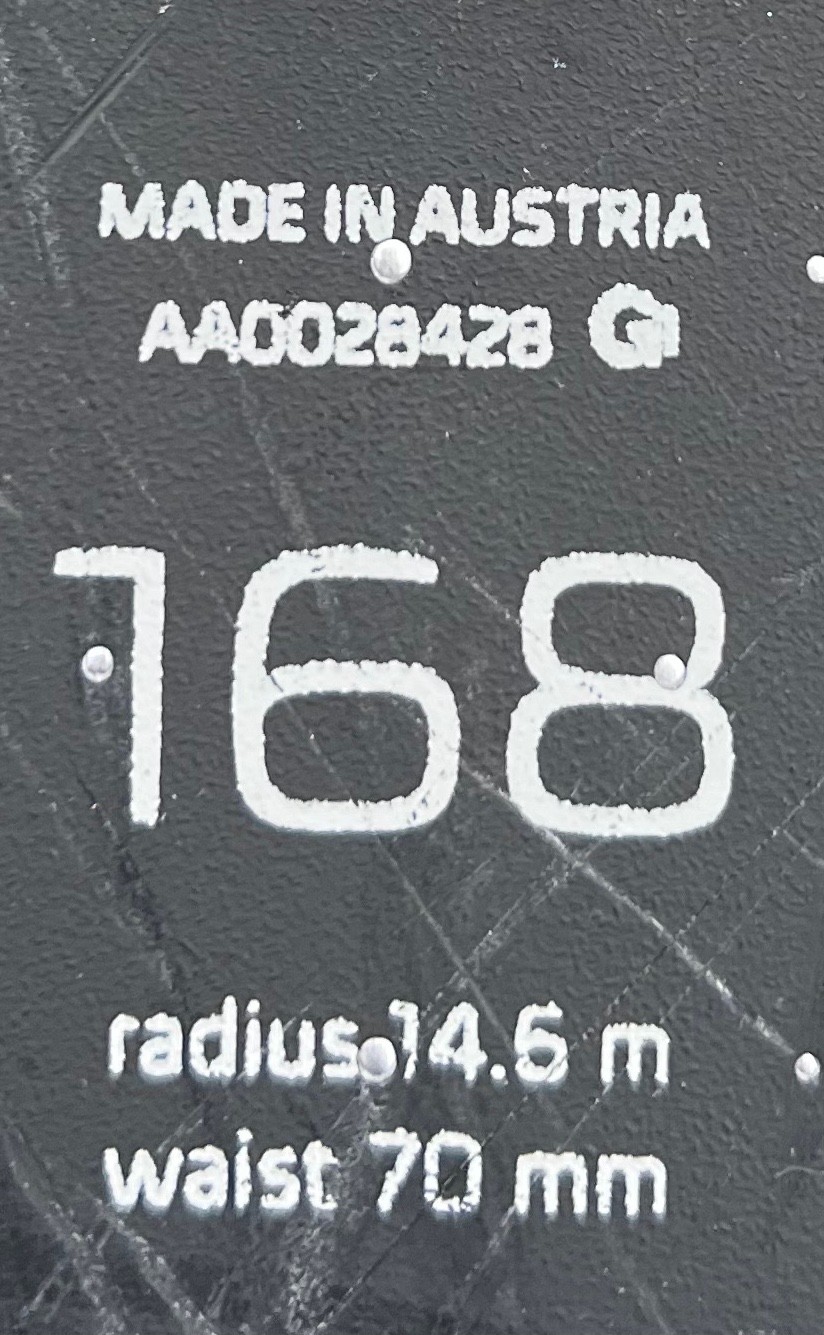 MADE IN AUSTRIA
AA0028428 GI
168
radius 14.6 m
waist 70 mm